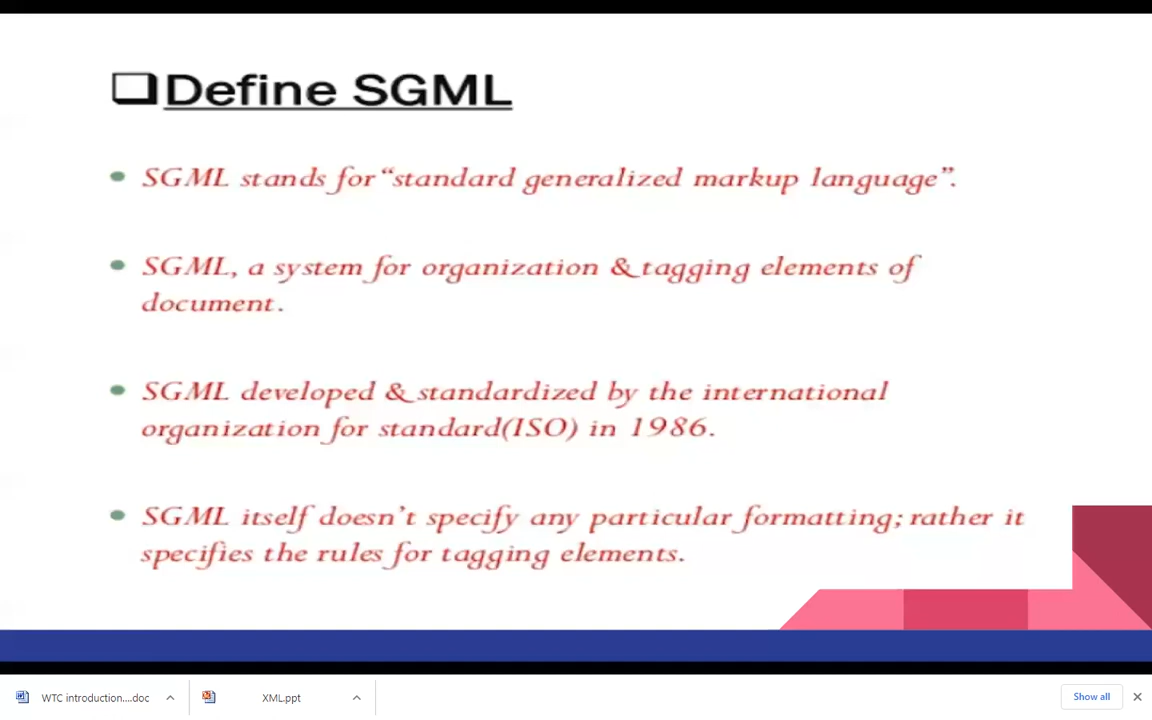 Define SGML
SGML stands for "standard generalized markup language".
SGML, a system for organization & tagging elements of
document.
SGML developed & standardized by the international
organization for standard(ISO) in 1986.
SGML itself doesn't specify any particular formatting; rather it
specifies the rules for tagging elements.
WTC introduction....doc
XML.ppt
Show all